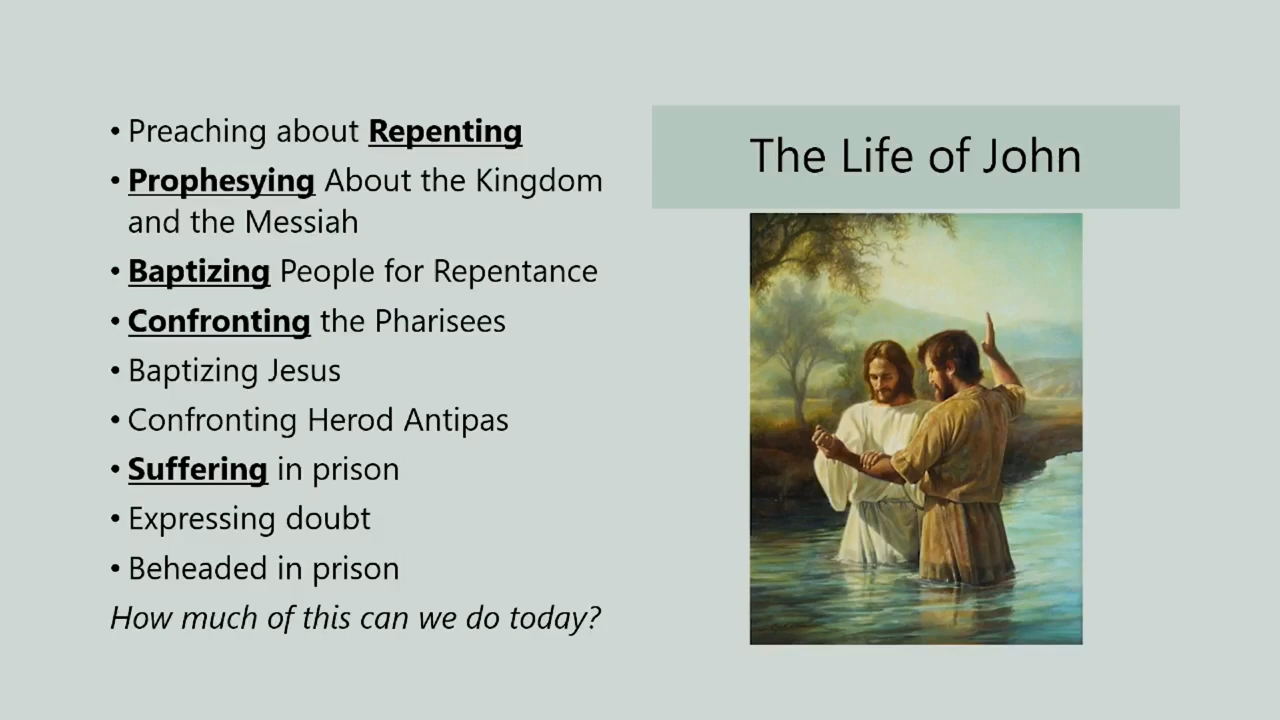 • Preaching about Repenting
• Prophesying About the Kingdom
and the Messiah
• Baptizing People for Repentance
• Confronting the Pharisees
• Baptizing Jesus
• Confronting Herod Antipas
• Suffering in prison
• Expressing doubt
• Beheaded in prison
How much of this can we do today?
The Life of John